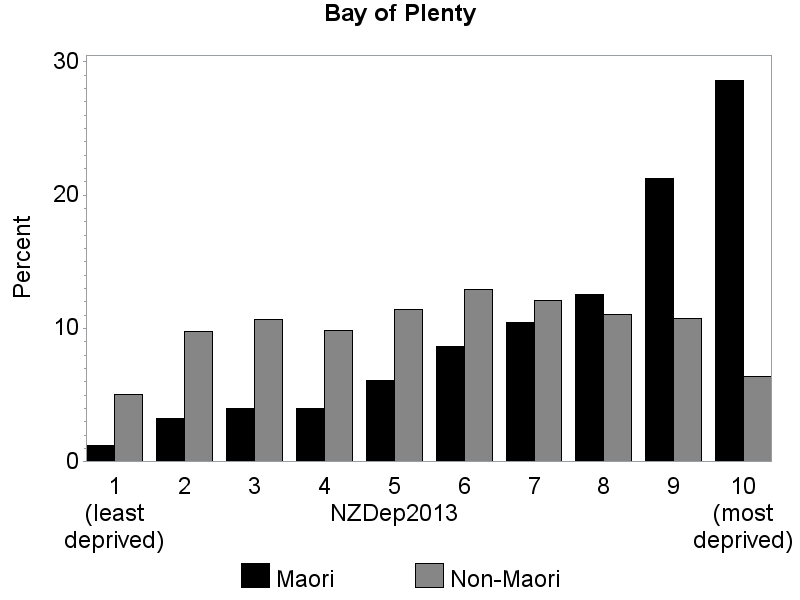 Bay of Plenty
30
20
10
0
Percent
1 2 3 4 5 6 7 8 9 10
(least deprived)
NZDep2013
(most deprived)
Maori Non-Maori